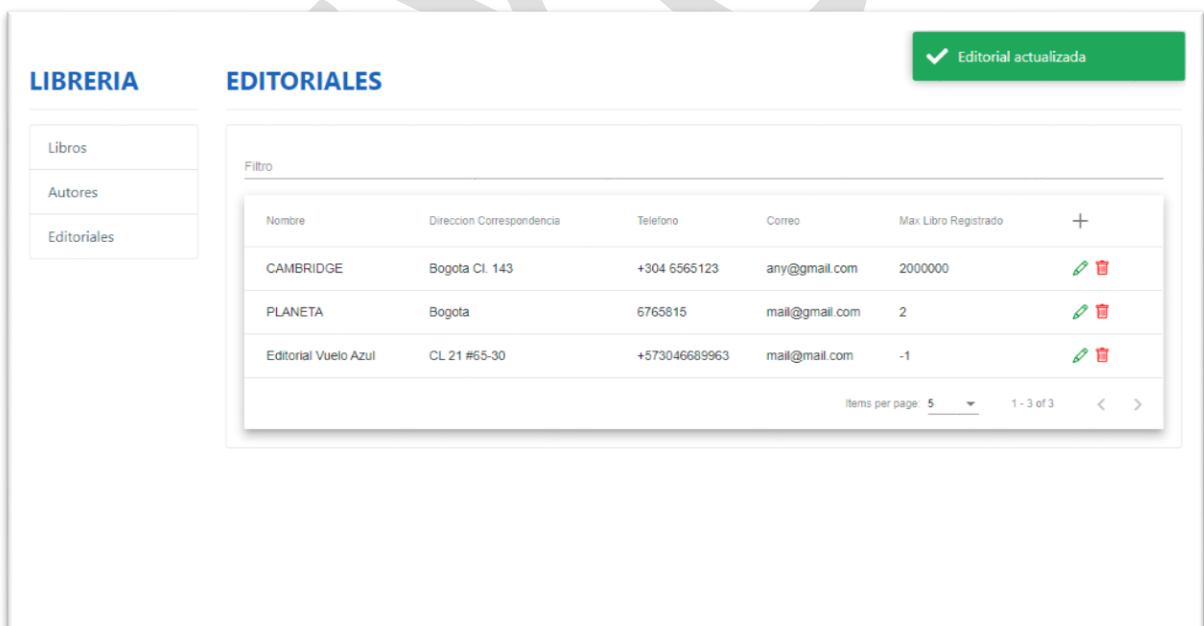 Editorial actualizada
LIBRERIA
EDITORIALES
Libros
Autores
Editoriales
Filtro
Nombre Direccion Correspondencia Telefono Correo Max Libro Registrado
CAMBRIDGE Bogota Cl. 143 +304 6565123 any@gmail.com 2000000
PLANETA Bogota 6765815 mail@gmail.com 2
Editorial Vuelo Azul CL 21 #65-30 +573046689963 mail@mail.com -1
Items per page: 5 1 - 3 of 3